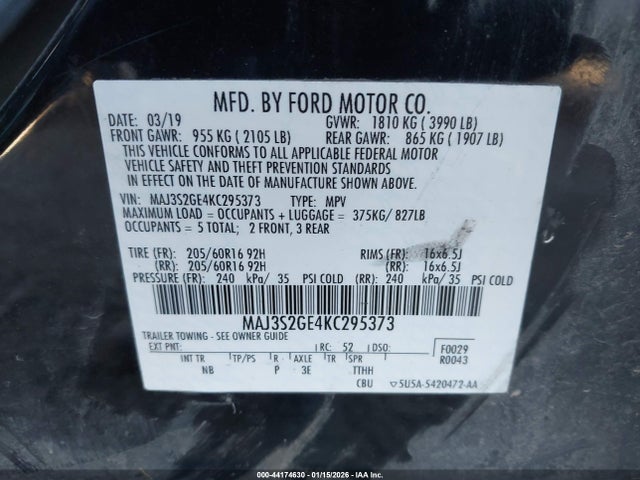 MFD. BY FORD MOTOR CO.
DATE: 03/19 GVWR: 1810 KG ( 3990 LB)
FRONT GAWR: 955 KG ( 2105 LB) REAR GAWR: 865 KG ( 1907 LB)
THIS VEHICLE CONFORMS TO ALL APPLICABLE FEDERAL MOTOR
VEHICLE SAFETY AND THEFT PREVENTION STANDARDS
IN EFFECT ON THE DATE OF MANUFACTURE SHOWN ABOVE.
VIN: MAJ3S2GE4KC295373 TYPE: MPV
MAXIMUM LOAD = OCCUPANTS + LUGGAGE = 375KG/ 827LB
OCCUPANTS = 5 TOTAL; 2 FRONT, 3 REAR
TIRE (FR): 205/60R16 92H RIMS (FR): 16x6.5J
(RR): 205/60R16 92H (RR): 16x6.5J
PRESSURE (FR): 240 kPa/ 35 PSI COLD (RR): 240 kPa/ 35 PSI COLD
MAJ3S2GE4KC295373
TRAILER TOWING - SEE OWNER GUIDE
EXT PNT: RC: 52 DSO: F0029
INT TR TP/PS R AXLE TR SPR R0043
NB P 3E TTHH
CBU ▽5U5A-5420472-AA
000-44174630 - 01/15/2026 - IAA Inc.